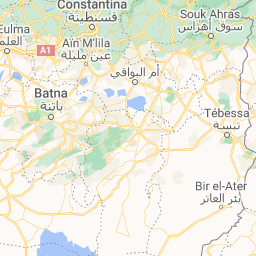 Constantina
قسنطينة
Souk Ahras
سوق أهراس
Eulma
العلم
Aïn M'lila
عين مليلة
A1
أم البواقي
Batna
باتنة
Tébessa
تبسة
Bir el-Ater
بئر العاتر